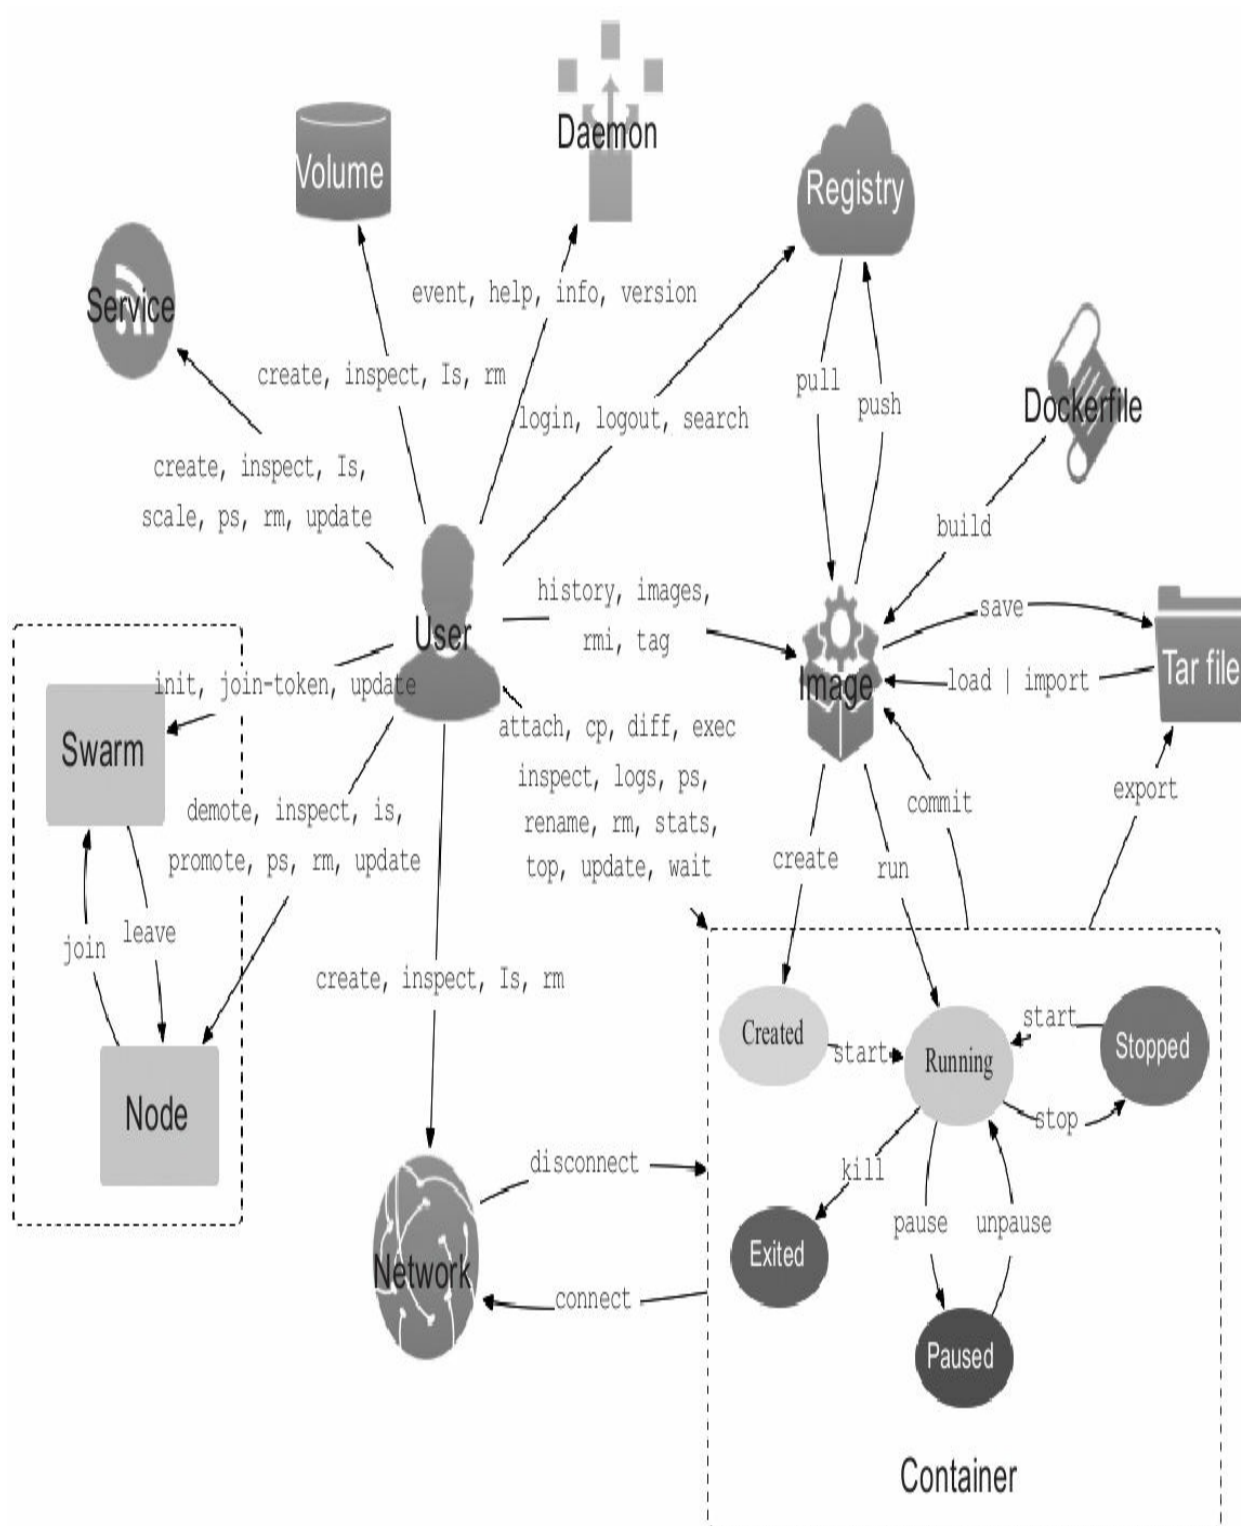 Daemon
Volume
Registry
Service
event, help, info, version
create, inspect, Is, rm
pull
push
login, logout, search
Dockerfile
create, inspect, Is,
scale, ps, rm, update
build
history, images,
rmi, tag
save
User
Image
load | import
Tar file
init, join-token, update
Swarm
attach, cp, diff, exec
inspect, logs, ps,
rename, rm, stats,
top, update, wait
demote, inspect, is,
promote, ps, rm, update
commit
export
create
run
join
leave
create, inspect, Is, rm
Created
start
Running
start
Stopped
stop
Node
disconnect
kill
pause
unpause
Exited
Network
connect
Paused
Container